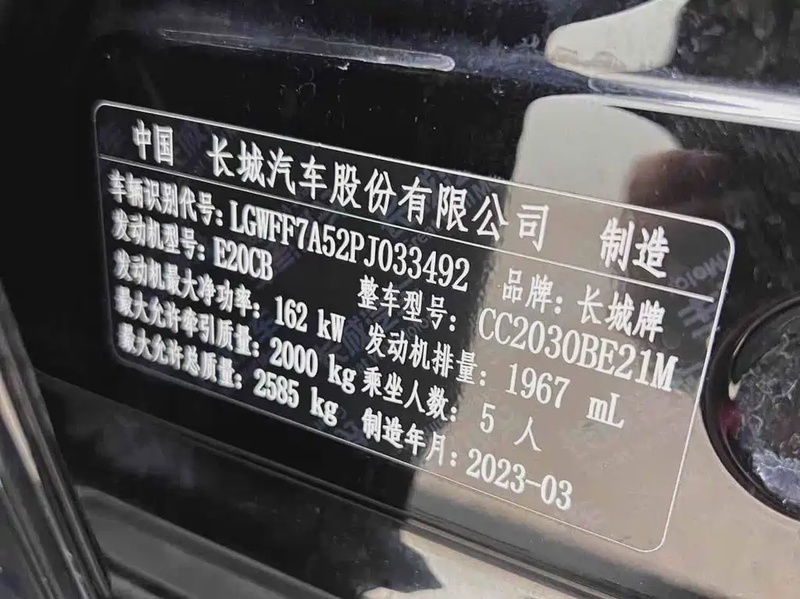 中国 长城汽车股份有限公司 制造
车辆识别代号: LGWFF7A52PJ033492 品牌: 长城牌
发动机型号: E20CB 整车型号: CC2030BE21M
发动机最大净功率: 162 kW 发动机排量: 1967 mL
最大允许牵引质量: 2000 kg 乘坐人数: 5 人
最大允许总质量: 2585 kg 制造年月: 2023-03